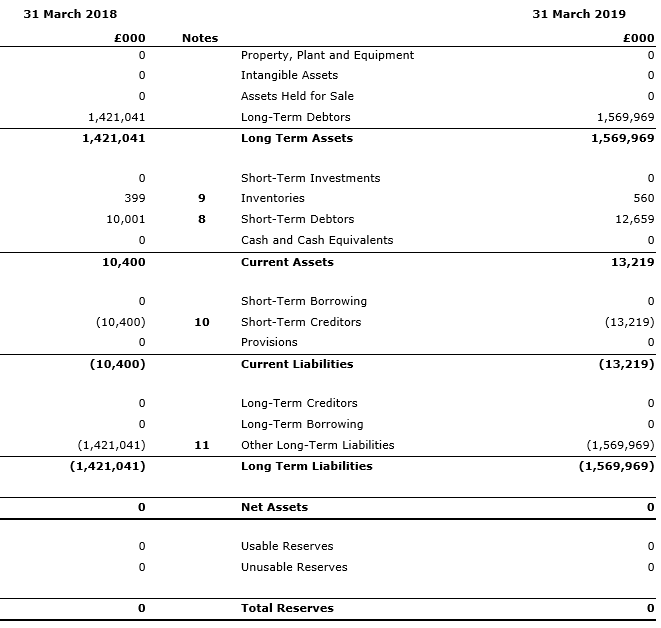 31 March 2018 31 March 2019
£000 Notes £000
0 Property, Plant and Equipment 0
0 Intangible Assets 0
0 Assets Held for Sale 0
1,421,041 Long-Term Debtors 1,569,969
1,421,041 Long Term Assets 1,569,969
0 Short-Term Investments 0
399 9 Inventories 560
10,001 8 Short-Term Debtors 12,659
0 Cash and Cash Equivalents 0
10,400 Current Assets 13,219
0 Short-Term Borrowing 0
(10,400) 10 Short-Term Creditors (13,219)
0 Provisions 0
(10,400) Current Liabilities (13,219)
0 Long-Term Creditors 0
0 Long-Term Borrowing 0
(1,421,041) 11 Other Long-Term Liabilities (1,569,969)
(1,421,041) Long Term Liabilities (1,569,969)
0 Net Assets 0
0 Usable Reserves 0
0 Unusable Reserves 0
0 Total Reserves 0